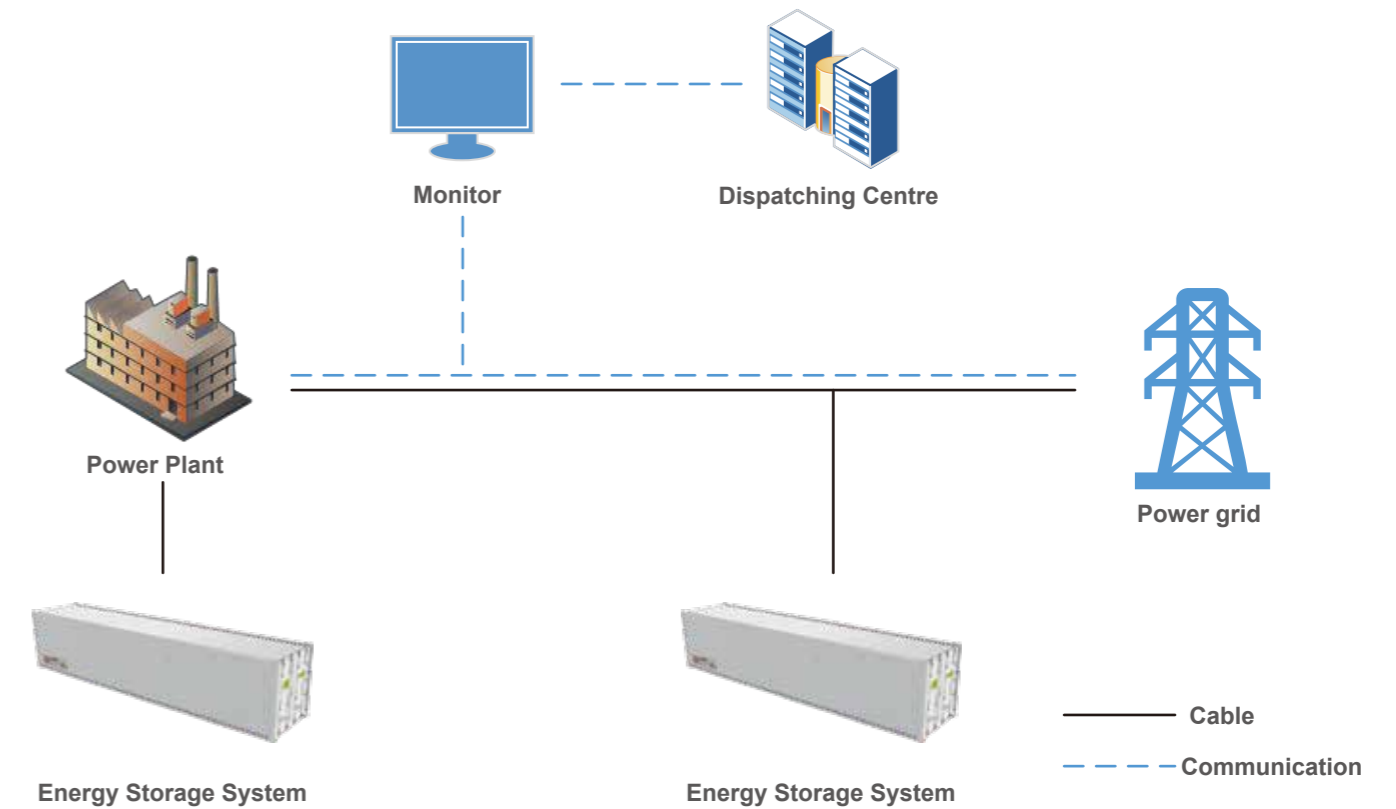 Monitor
Dispatching Centre
Power Plant
Power grid
Cable
Communication
Energy Storage System
Energy Storage System